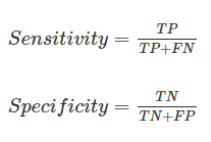 Sensitivity = TP / TP+FN
Specificity = TN / TN+FP